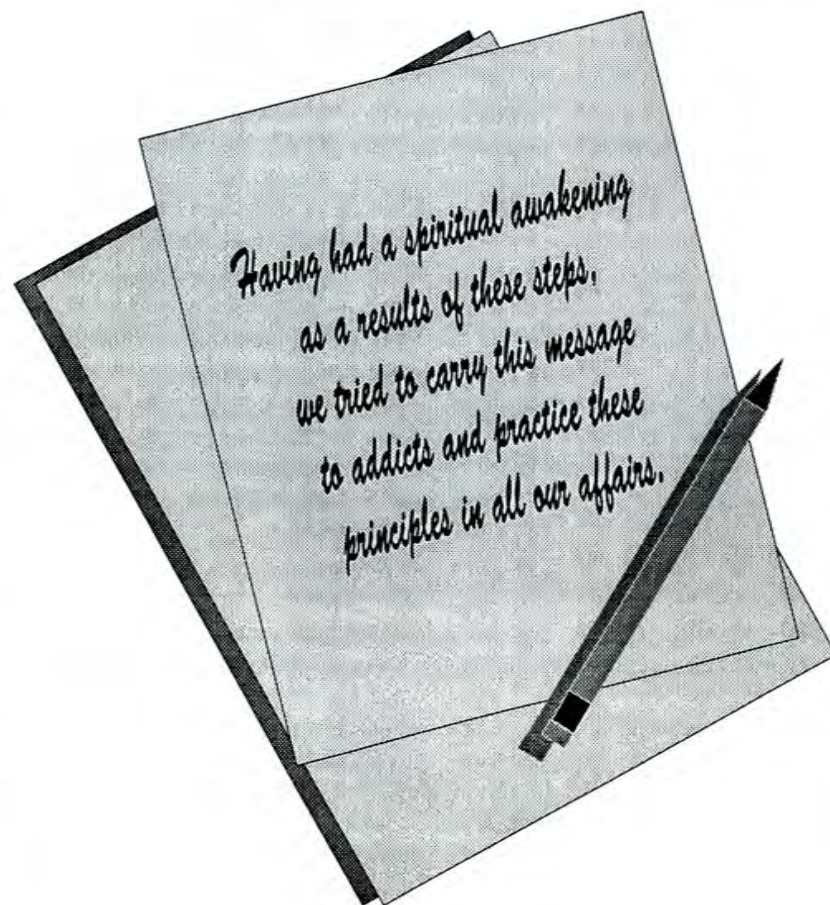 Having had a spiritual awakening
as a results of these steps,
we tried to carry this message
to addicts and practice these
principles in all our affairs.